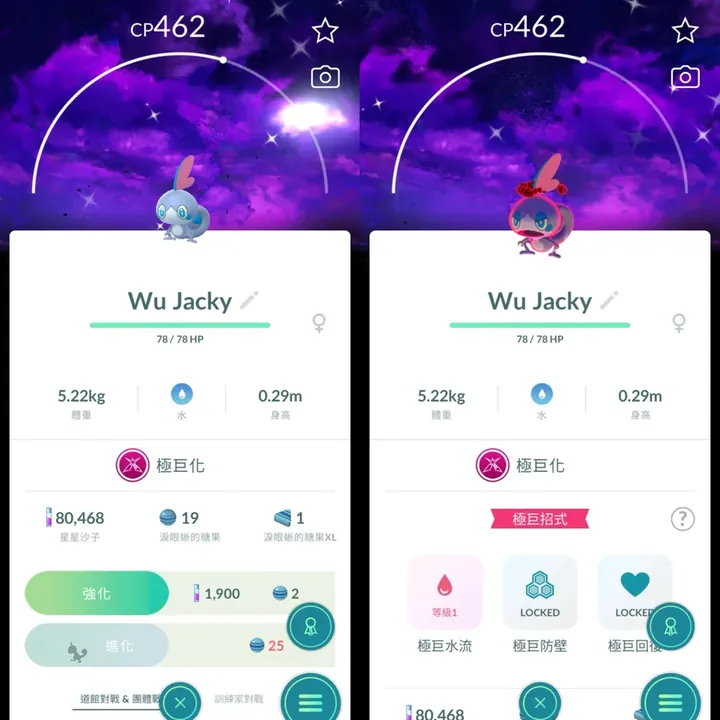 CP462
Wu Jacky
78 / 78 HP
5.22kg
體重
水
0.29m
身高
極巨化
80,468
星星沙子
19
淚眼蜥的糖果
1
淚眼蜥的糖果XL
強化
1,900
2
進化
25
道館對戰 & 團體戰
訓練家對戰
CP462
Wu Jacky
78 / 78 HP
5.22kg
體重
水
0.29m
身高
極巨化
極巨招式
?
等級1
LOCKED
LOCKED
極巨水流
極巨防壁
極巨回復
80,468